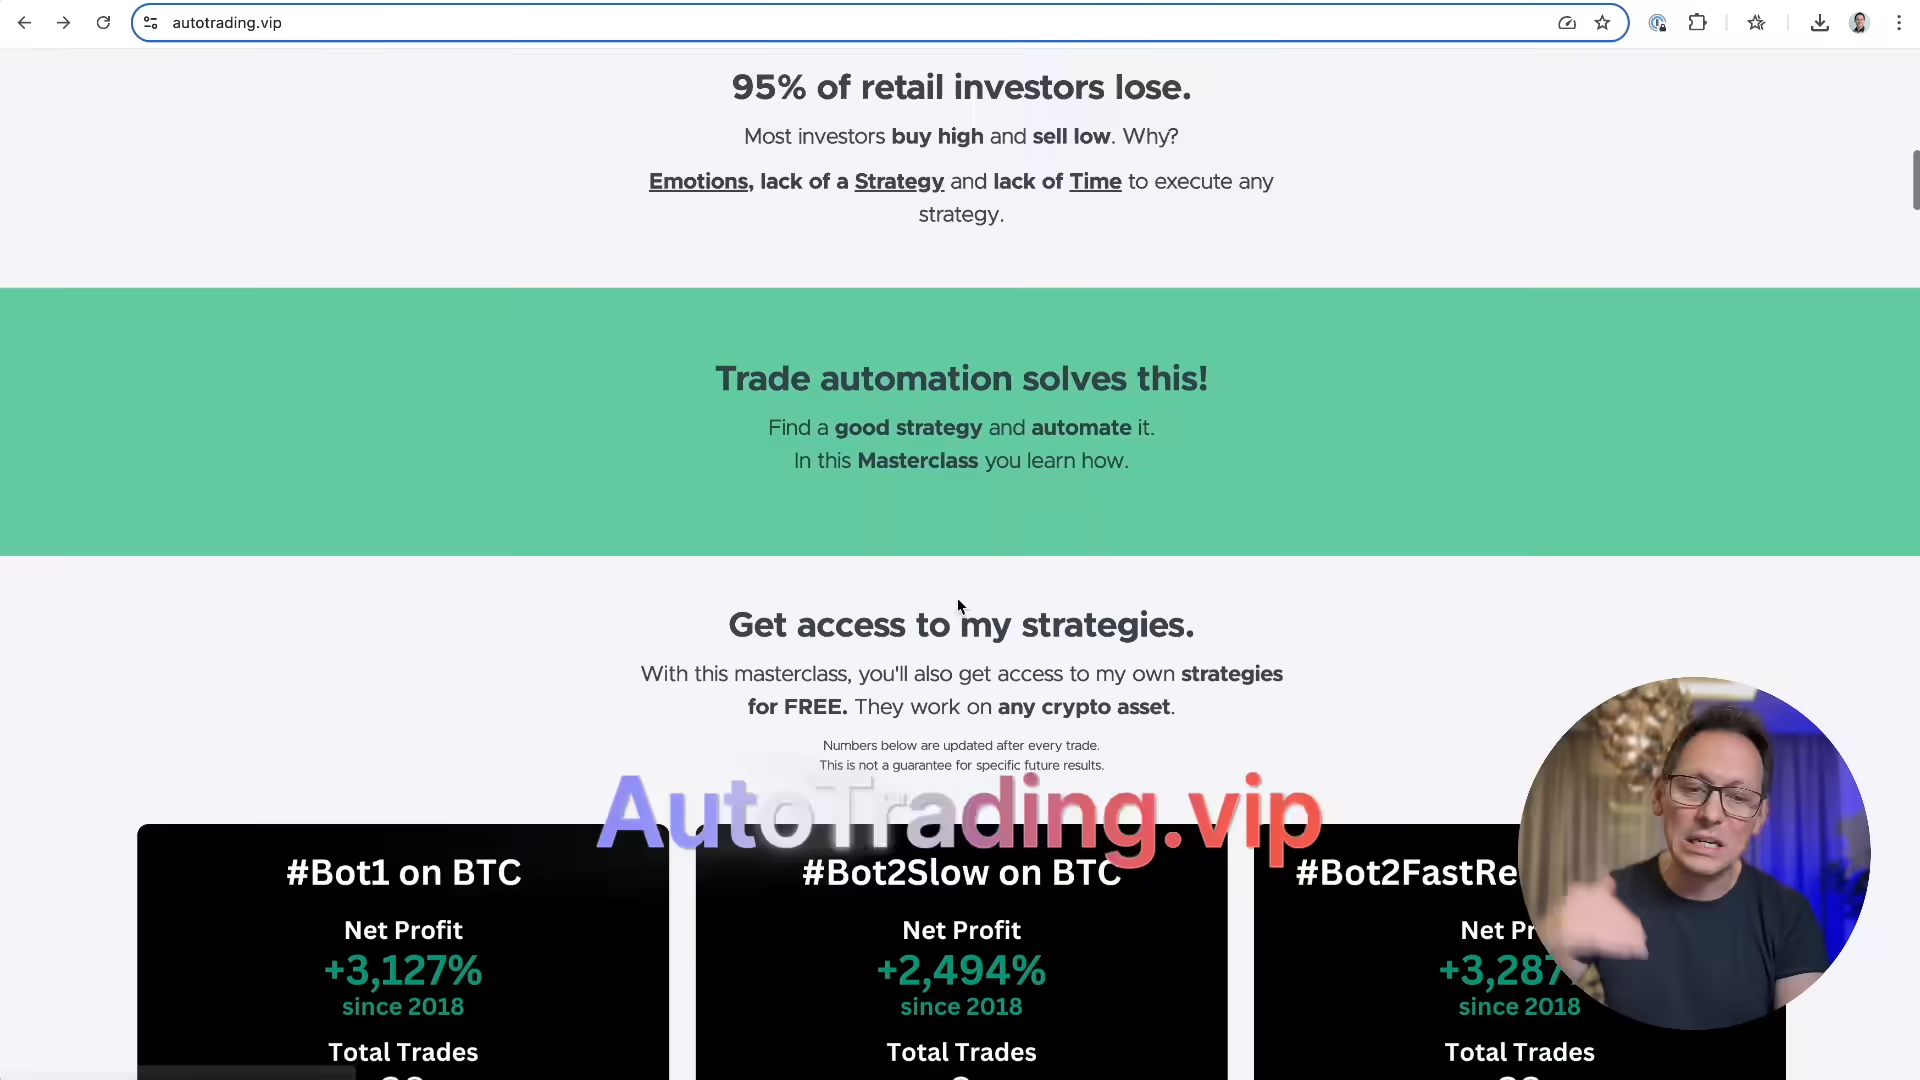 autotrading.vip
95% of retail investors lose.
Most investors buy high and sell low. Why?
Emotions, lack of a Strategy and lack of Time to execute any
strategy.
Trade automation solves this!
Find a good strategy and automate it.
In this Masterclass you learn how.
Get access to my strategies.
With this masterclass, you'll also get access to my own strategies
for FREE. They work on any crypto asset.
Numbers below are updated after every trade.
This is not a guarantee for specific future results.
AutoTrading.vip
#Bot1 on BTC
Net Profit
+3,127%
since 2018
Total Trades
#Bot2Slow on BTC
Net Profit
+2,494%
since 2018
Total Trades
#Bot2FastRe
Net Pr
+3,287
since 2018
Total Trades